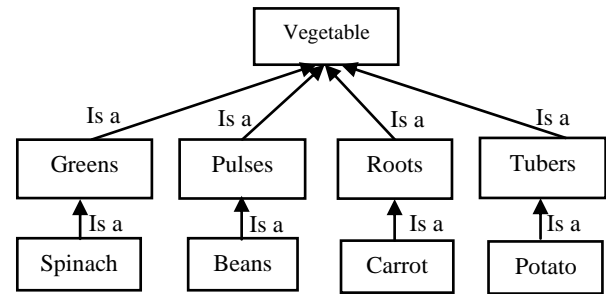 Vegetable
Is a Is a Is a Is a
Greens Pulses Roots Tubers
Is a Is a Is a Is a
Spinach Beans Carrot Potato